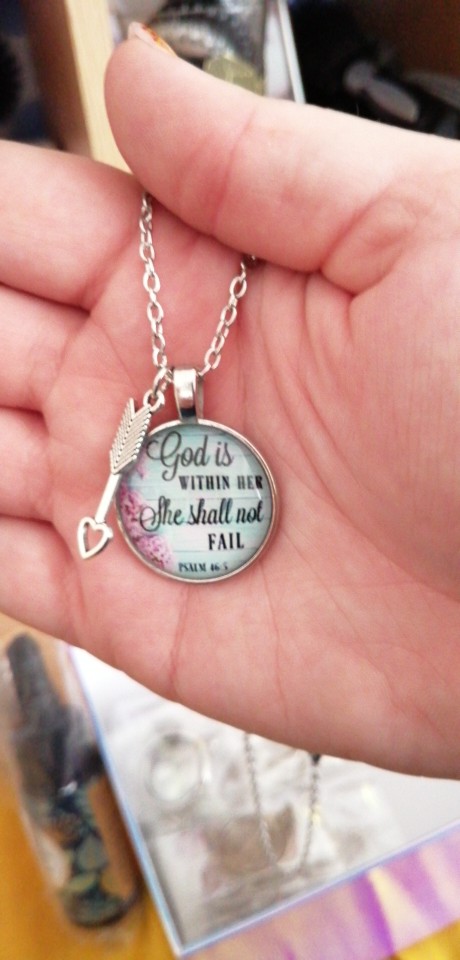 God is
WITHIN HER
She shall not
FAIL
PSALM 46:5